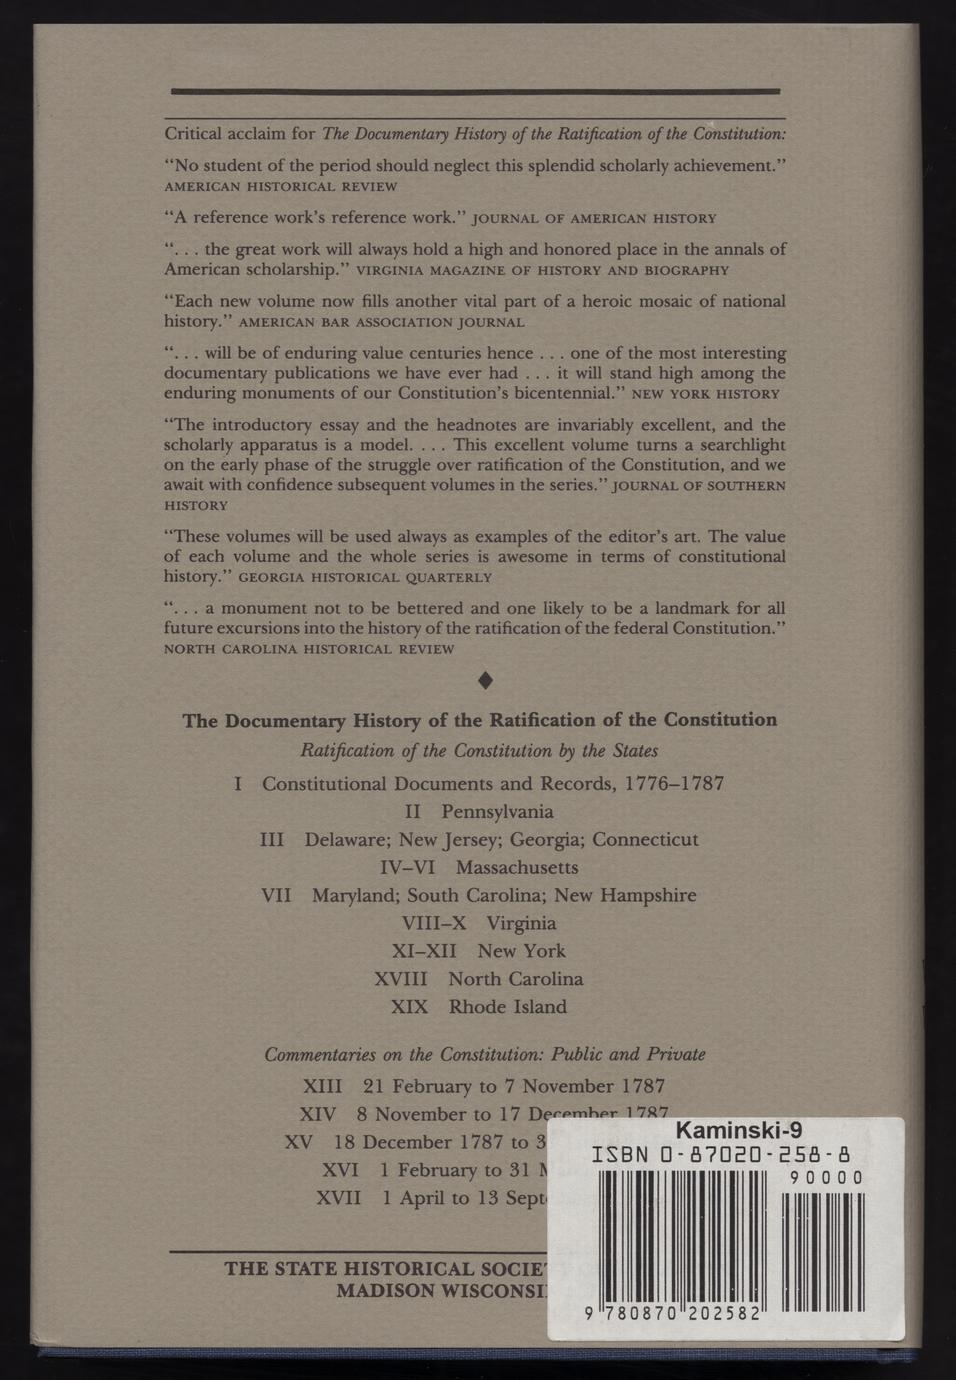 Critical acclaim for The Documentary History of the Ratification of the Constitution:
“No student of the period should neglect this splendid scholarly achievement.”
AMERICAN HISTORICAL REVIEW
“A reference work’s reference work.” JOURNAL OF AMERICAN HISTORY
“. . . the great work will always hold a high and honored place in the annals of
American scholarship.” VIRGINIA MAGAZINE OF HISTORY AND BIOGRAPHY
“Each new volume now fills another vital part of a heroic mosaic of national
history.” AMERICAN BAR ASSOCIATION JOURNAL
“. . . will be of enduring value centuries hence . . . one of the most interesting
documentary publications we have ever had . . . it will stand high among the
enduring monuments of our Constitution’s bicentennial.” NEW YORK HISTORY
“The introductory essay and the headnotes are invariably excellent, and the
scholarly apparatus is a model. . . . This excellent volume turns a searchlight
on the early phase of the struggle over ratification of the Constitution, and we
await with confidence subsequent volumes in the series.” JOURNAL OF SOUTHERN
HISTORY
“These volumes will be used always as examples of the editor’s art. The value
of each volume and the whole series is awesome in terms of constitutional
history.” GEORGIA HISTORICAL QUARTERLY
“. . . a monument not to be bettered and one likely to be a landmark for all
future excursions into the history of the ratification of the federal Constitution.”
NORTH CAROLINA HISTORICAL REVIEW
The Documentary History of the Ratification of the Constitution
Ratification of the Constitution by the States
I Constitutional Documents and Records, 1776–1787
II Pennsylvania
III Delaware; New Jersey; Georgia; Connecticut
IV–VI Massachusetts
VII Maryland; South Carolina; New Hampshire
VIII–X Virginia
XI–XII New York
XVIII North Carolina
XIX Rhode Island
Commentaries on the Constitution: Public and Private
XIII 21 February to 7 November 1787
XIV 8 November to 17 December 1787
XV 18 December 1787 to 3
XVI 1 February to 31
XVII 1 April to 13 Sept
THE STATE HISTORICAL SOCIE
MADISON WISCONSI
Kaminski-9
ISBN 0-87020-258-8
90000
9 780870 202582